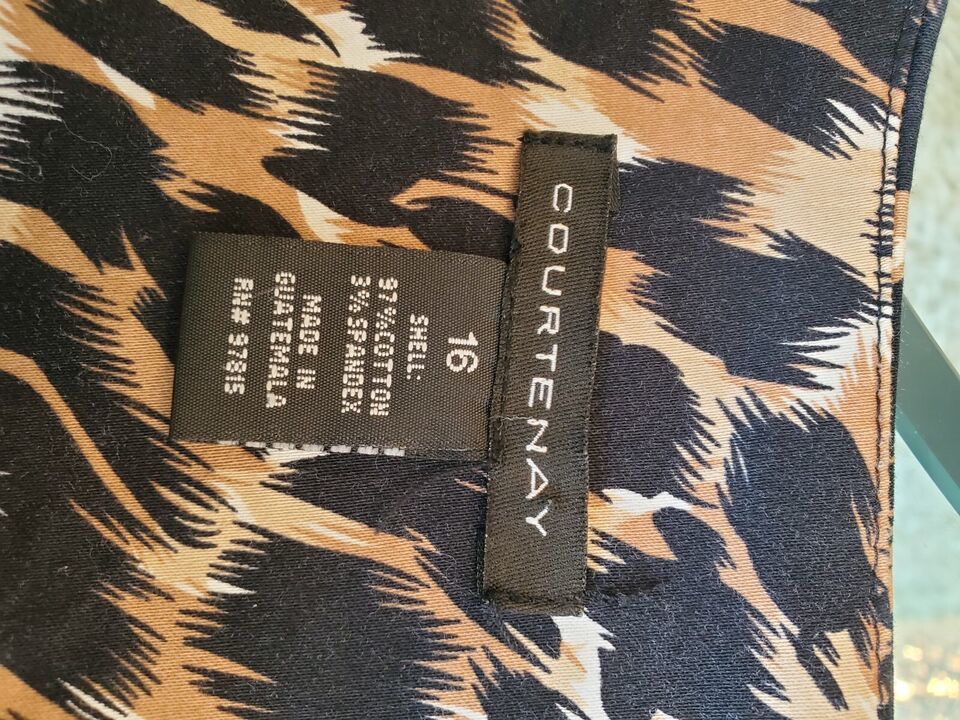 COURTENAY
16
SHELL:
97%COTTON
3%SPANDEX
MADE IN
GUATEMALA
RN# 97815